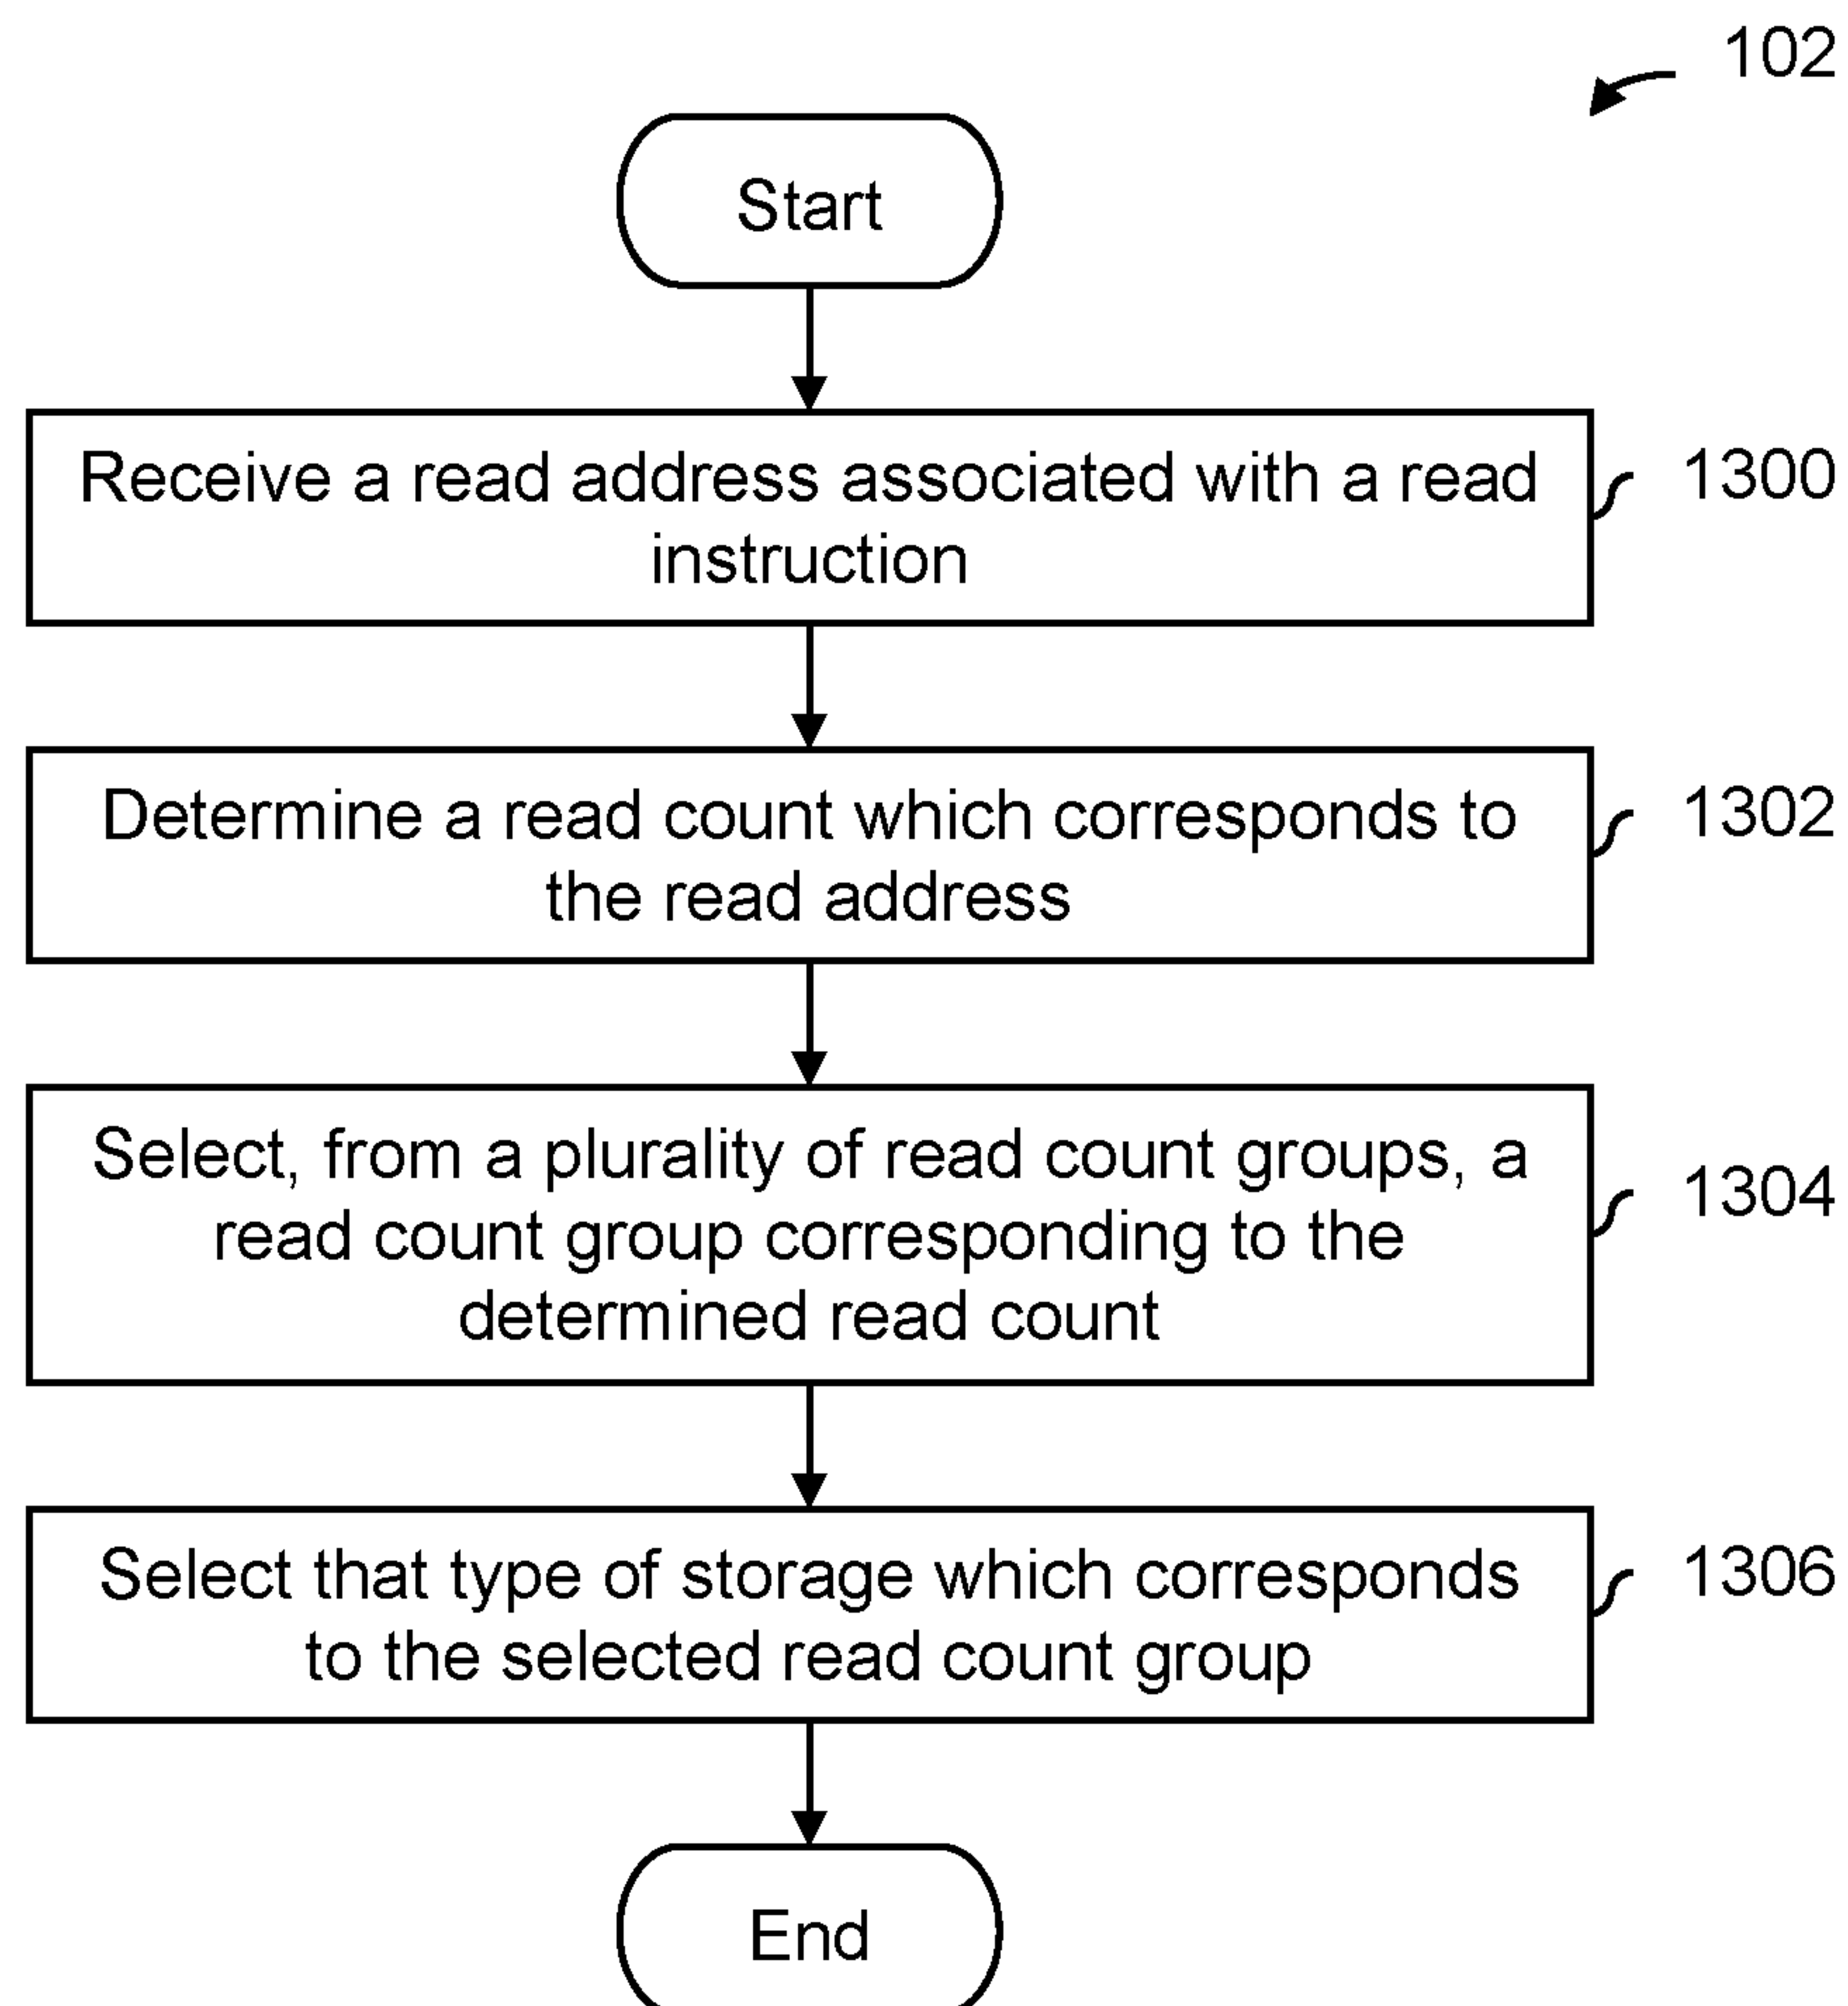 102
Start
Receive a read address associated with a read
instruction
1300
Determine a read count which corresponds to
the read address
1302
Select, from a plurality of read count groups, a
read count group corresponding to the
determined read count
1304
Select that type of storage which corresponds
to the selected read count group
1306
End